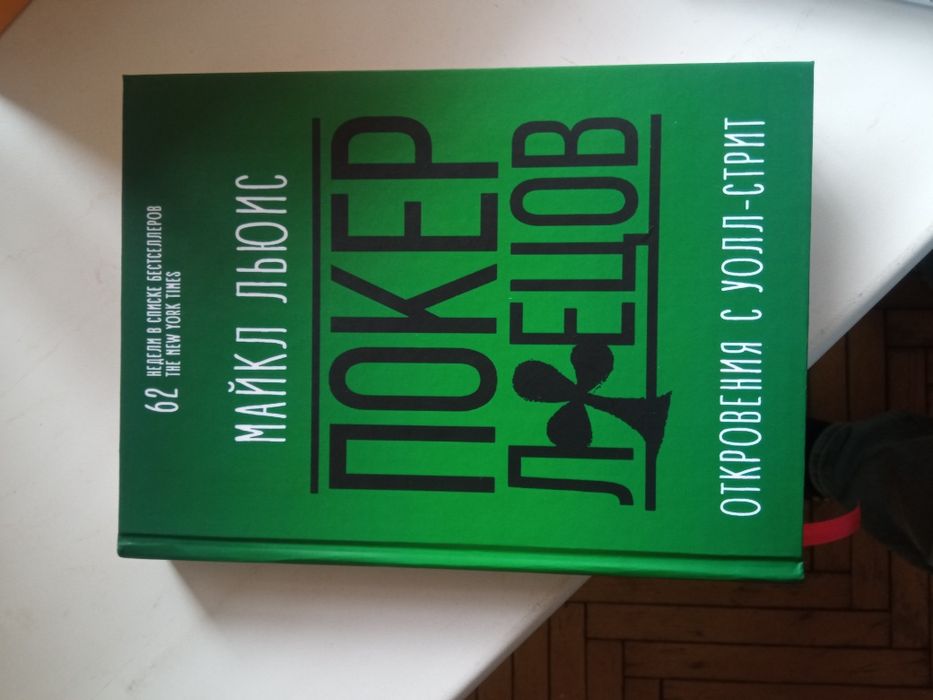 62 НЕДЕЛИ В СПИСКЕ БЕСТСЕЛЛЕРОВ
THE NEW YORK TIMES
МАЙКЛ ЛЬЮИС
ПОКЕР
ЛЖЕЦОВ
ОТКРОВЕНИЯ С УОЛЛ-СТРИТ